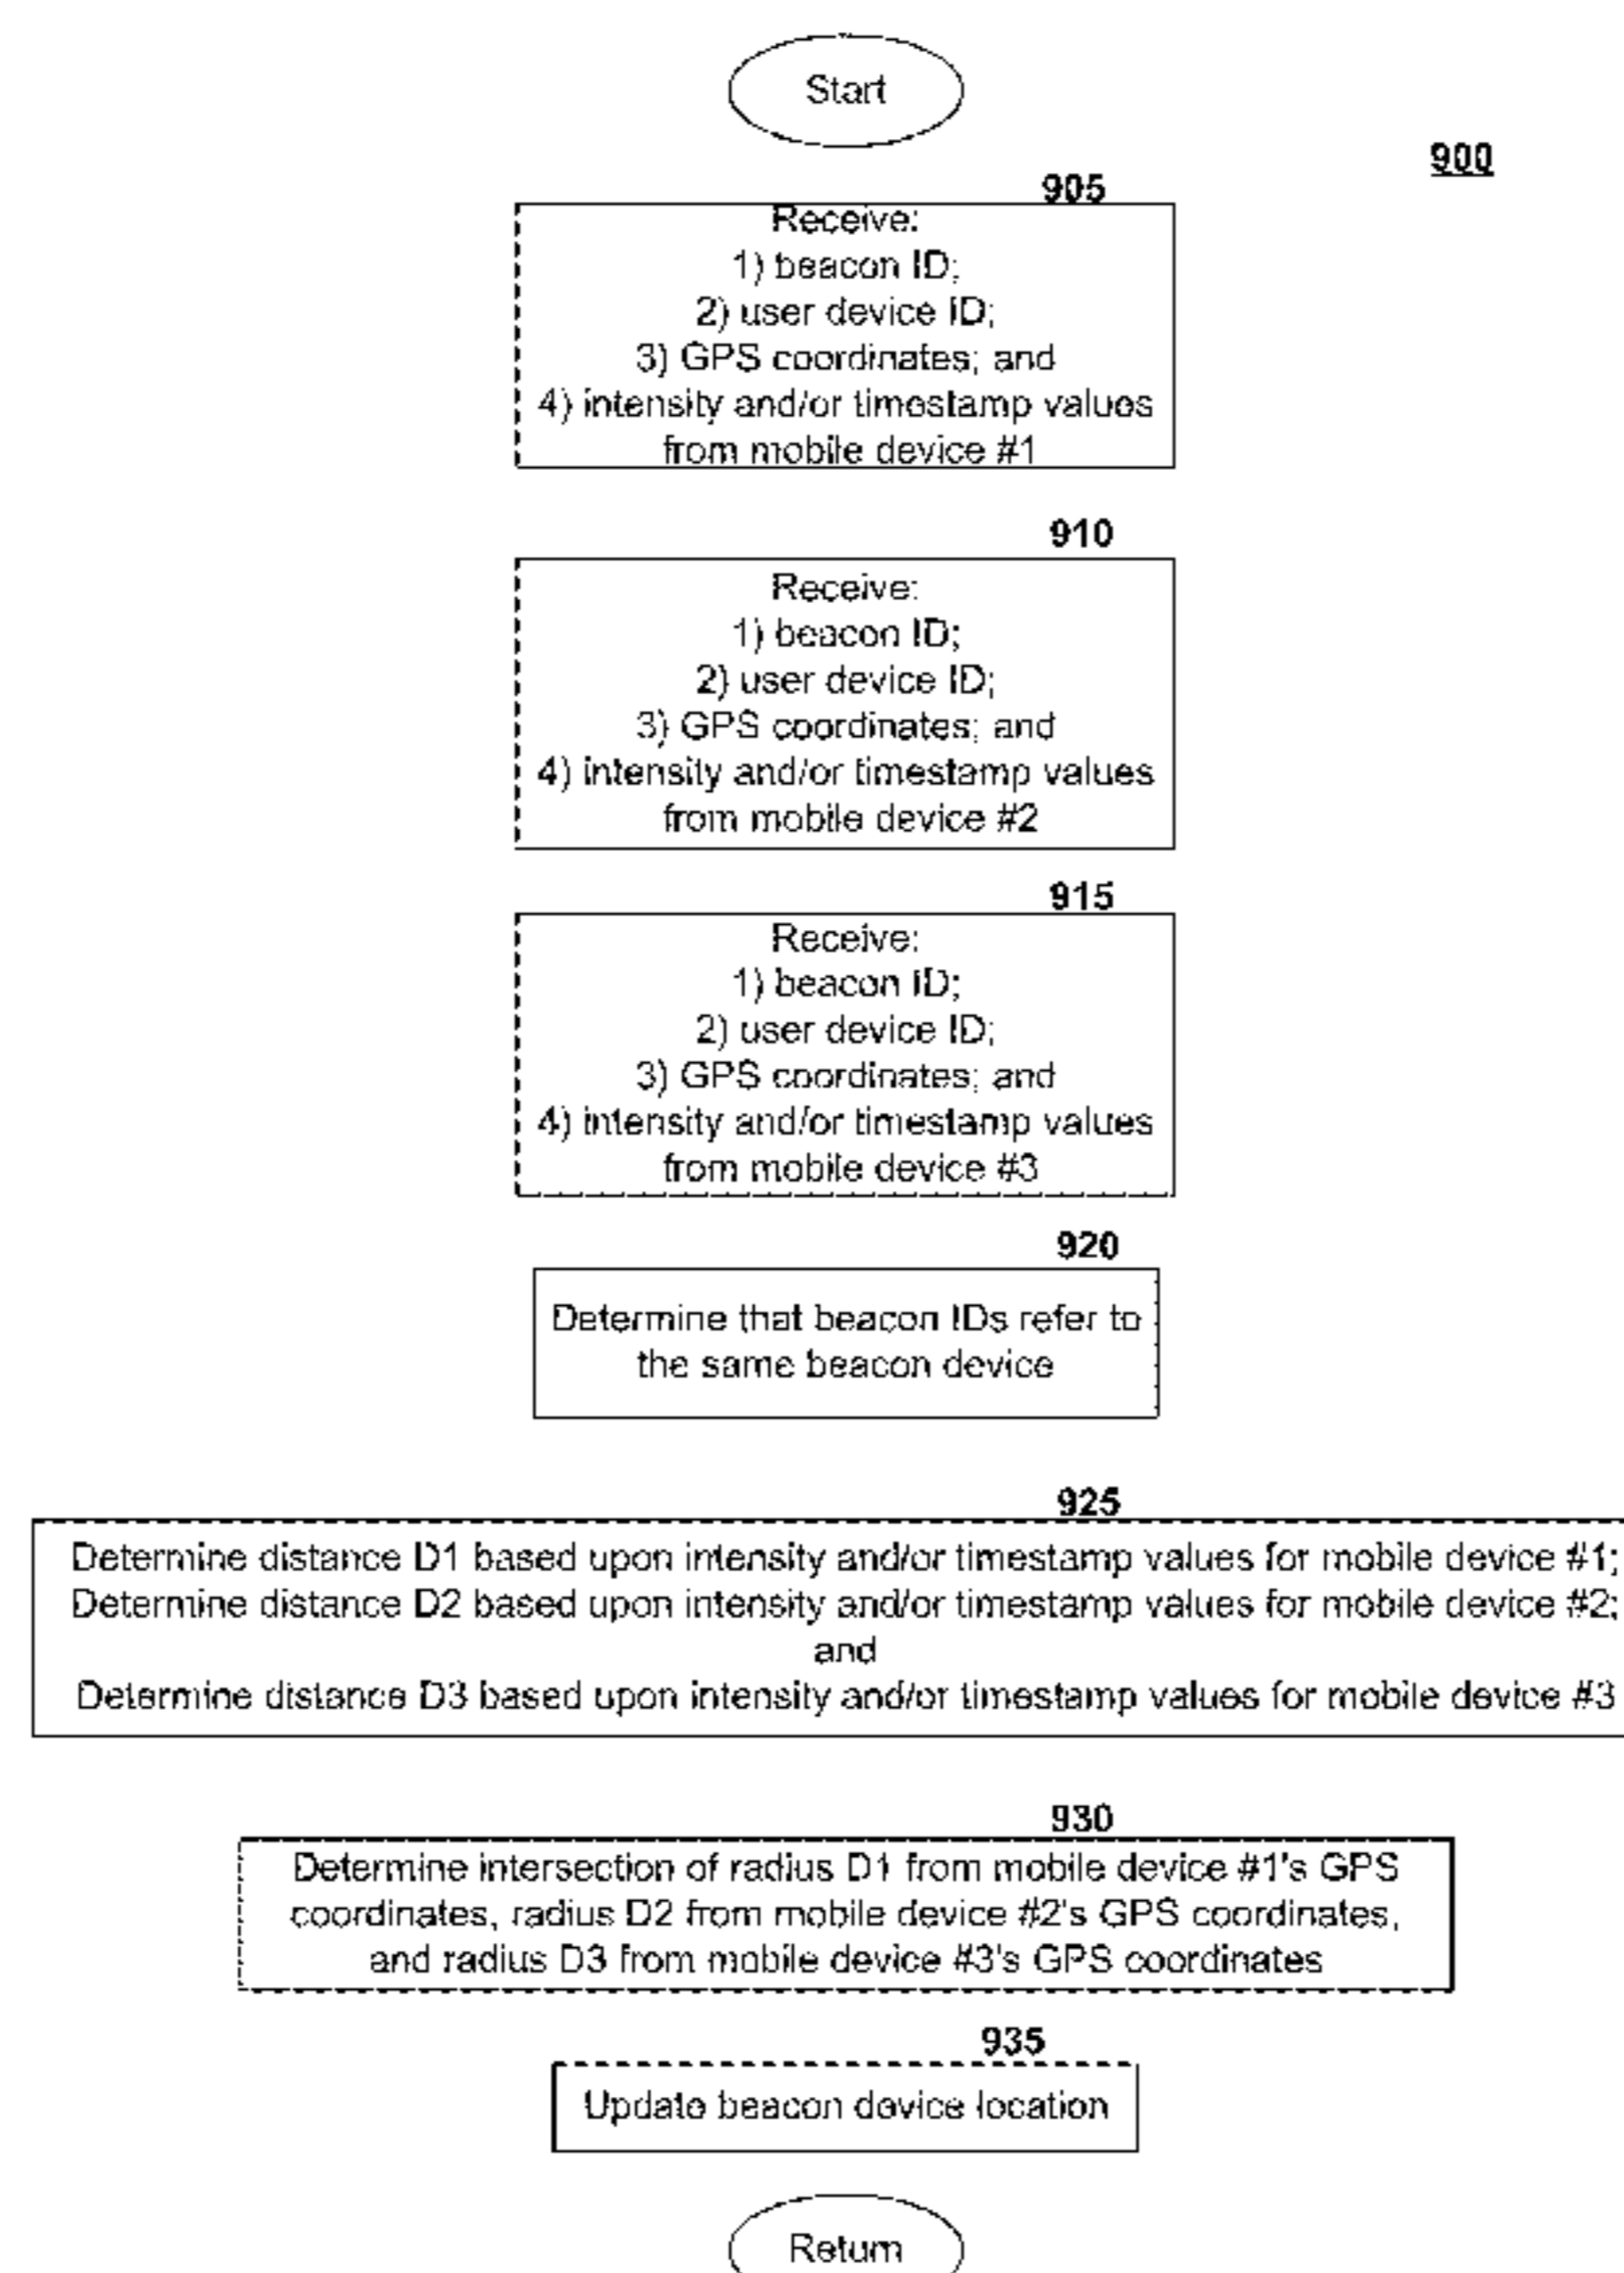 Start
900
905
Receive:
1) beacon ID;
2) user device ID;
3) GPS coordinates; and
4) intensity and/or timestamp values
from mobile device #1
910
Receive:
1) beacon ID;
2) user device ID;
3) GPS coordinates; and
4) intensity and/or timestamp values
from mobile device #2
915
Receive:
1) beacon ID;
2) user device ID;
3) GPS coordinates; and
4) intensity and/or timestamp values
from mobile device #3
920
Determine that beacon IDs refer to
the same beacon device
925
Determine distance D1 based upon intensity and/or timestamp values for mobile device #1;
Determine distance D2 based upon intensity and/or timestamp values for mobile device #2;
and
Determine distance D3 based upon intensity and/or timestamp values for mobile device #3
930
Determine intersection of radius D1 from mobile device #1's GPS
coordinates, radius D2 from mobile device #2's GPS coordinates,
and radius D3 from mobile device #3's GPS coordinates
935
Update beacon device location
Return